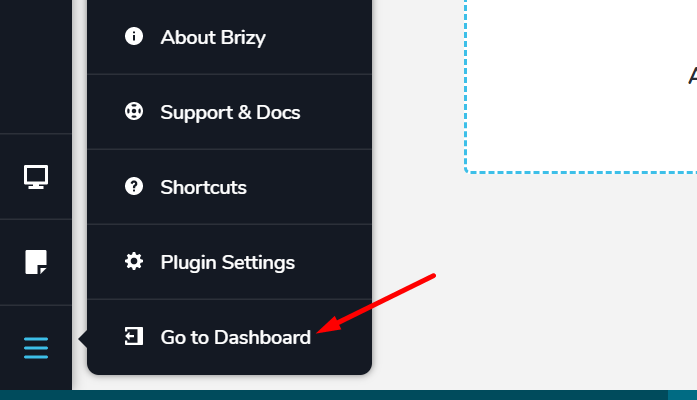 About Brizy
Support & Docs
Shortcuts
Plugin Settings
Go to Dashboard